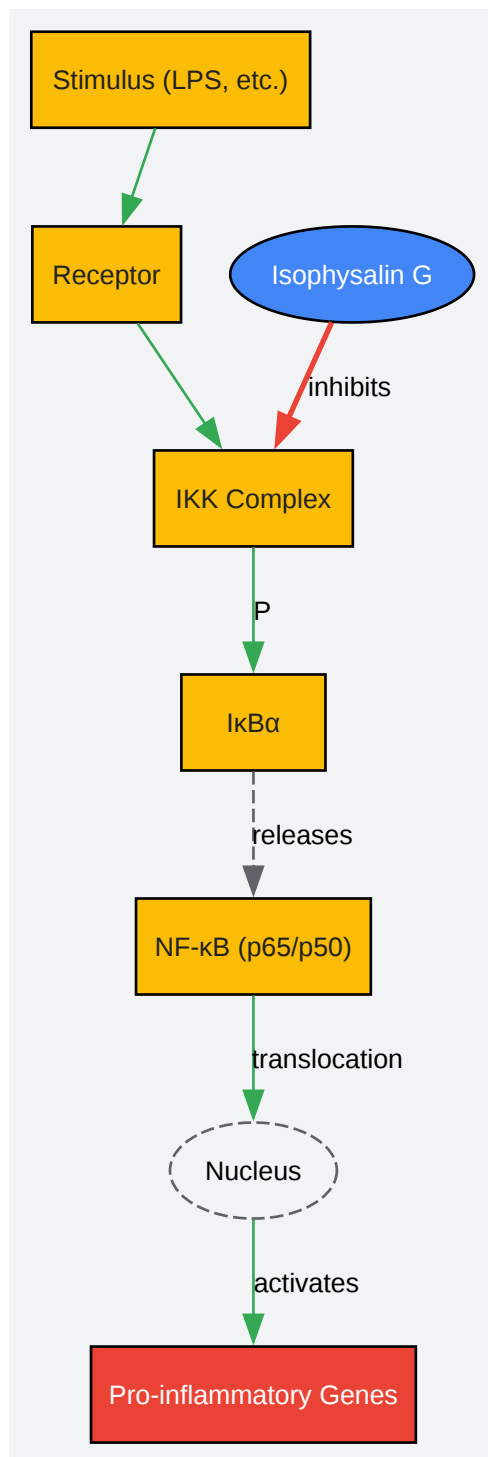 Stimulus (LPS, etc.)
Receptor
Isophysalin G
inhibits
IKK Complex
P
IκBα
releases
NF-κB (p65/p50)
translocation
Nucleus
activates
Pro-inflammatory Genes